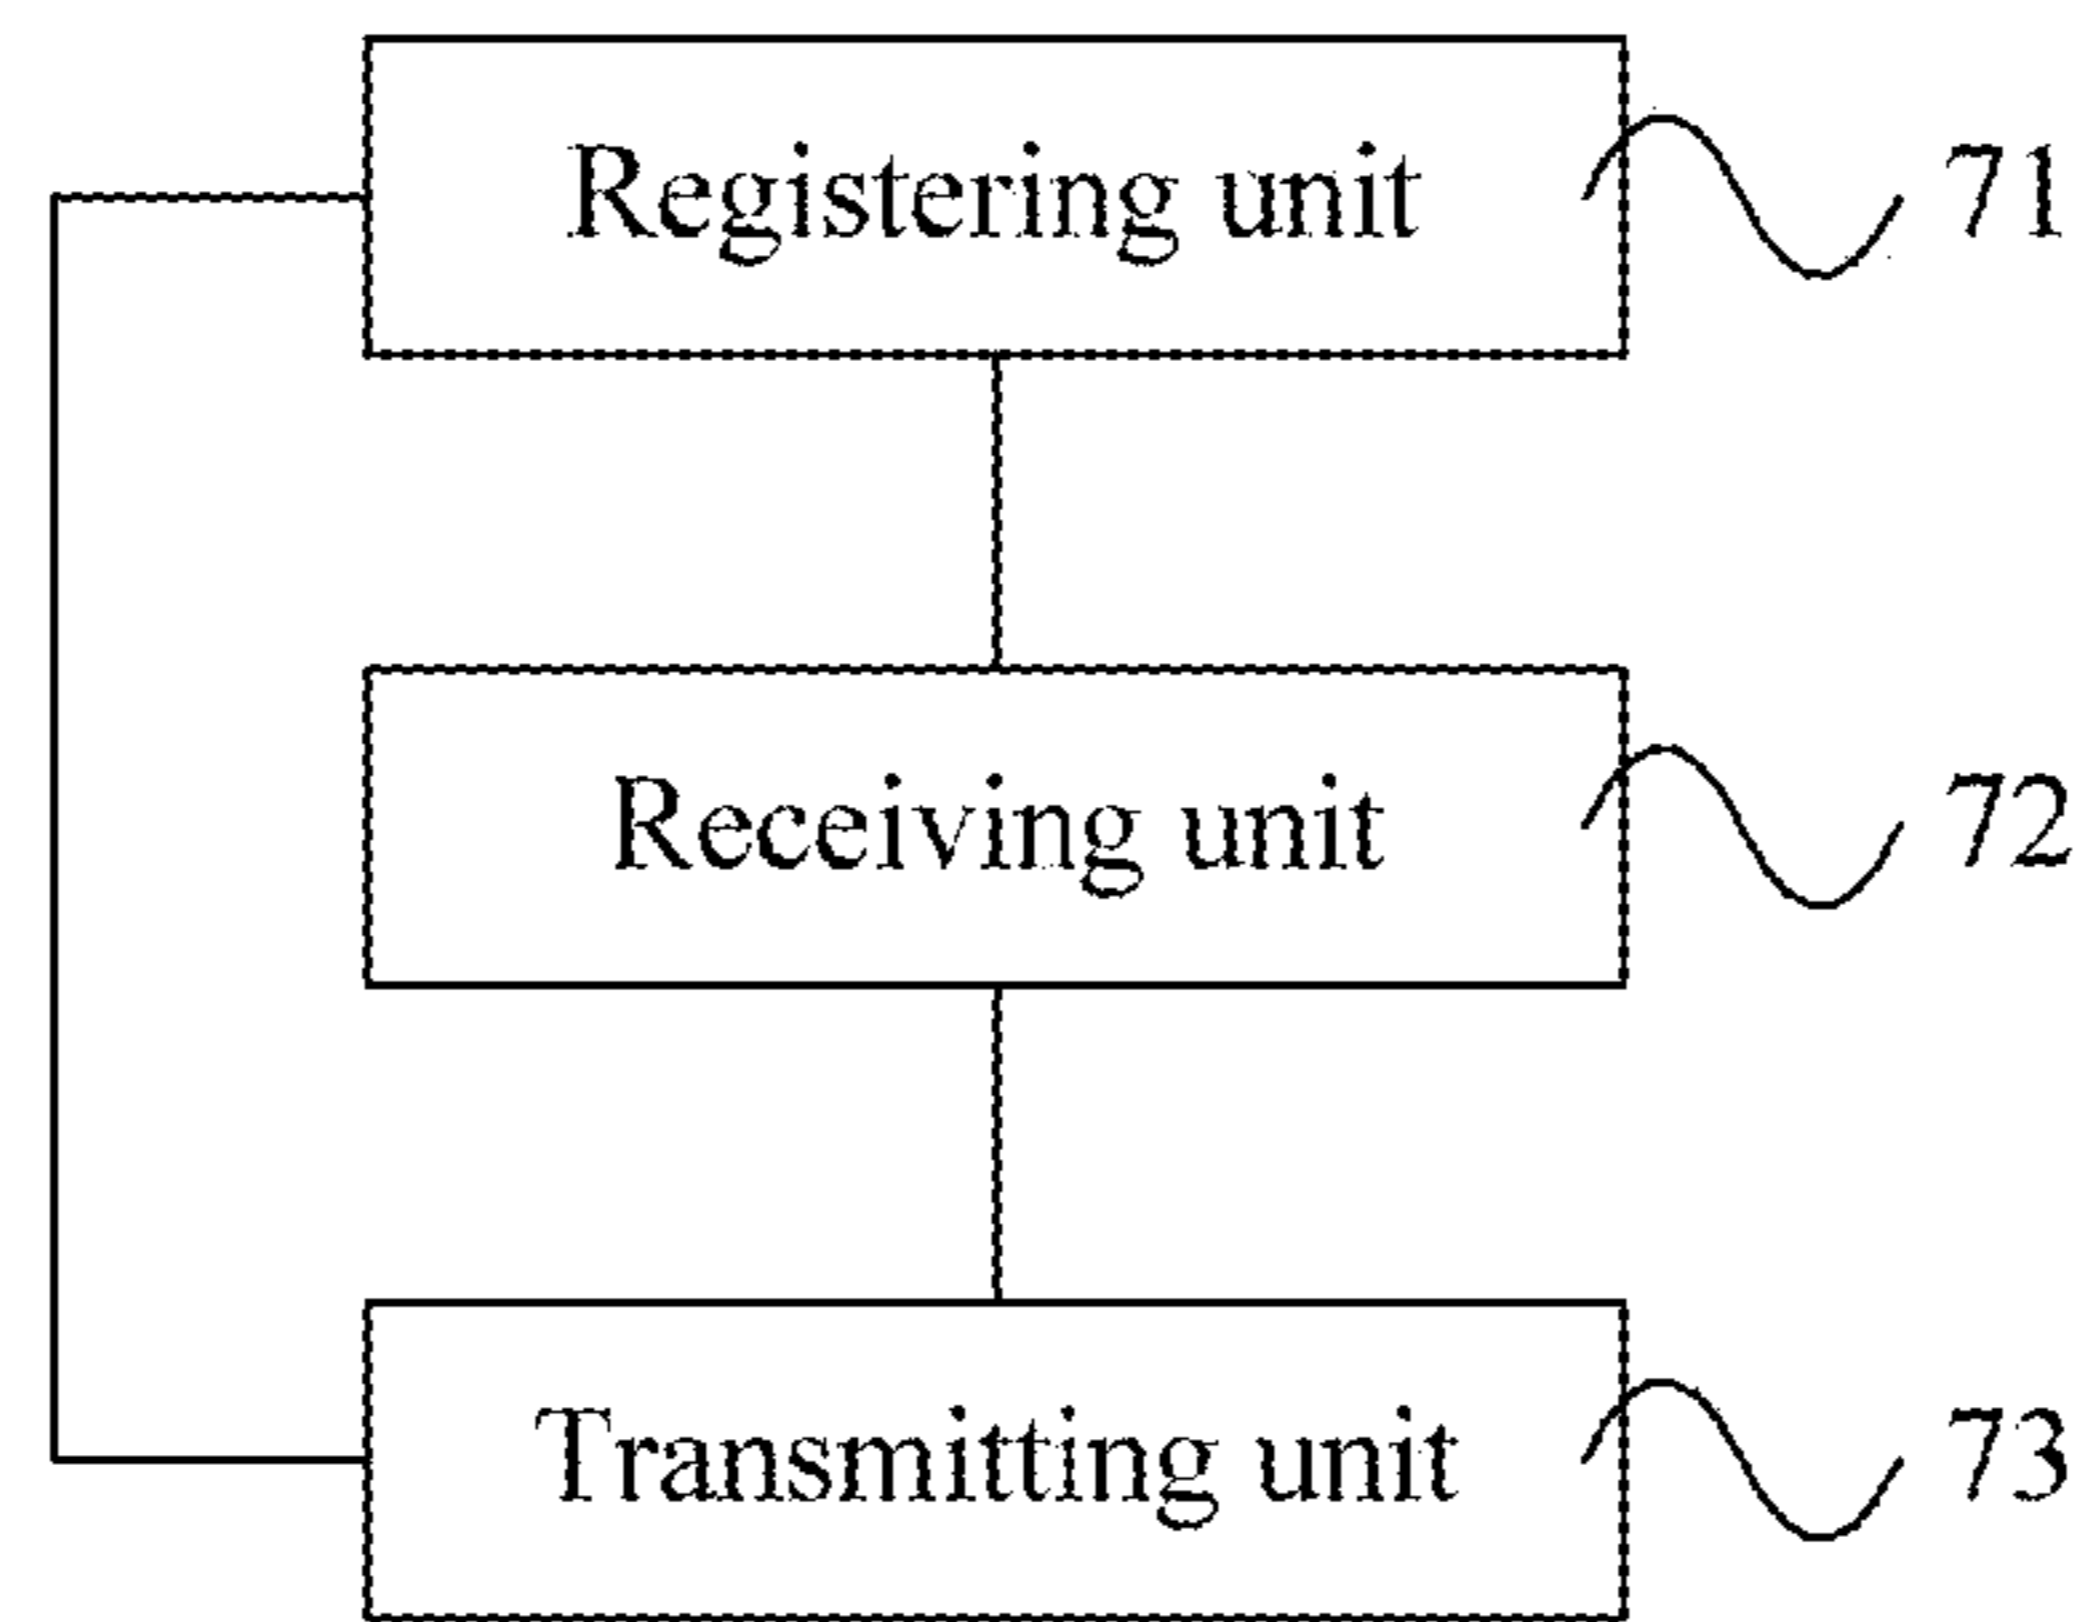 Registering unit 71
Receiving unit 72
Transmitting unit 73